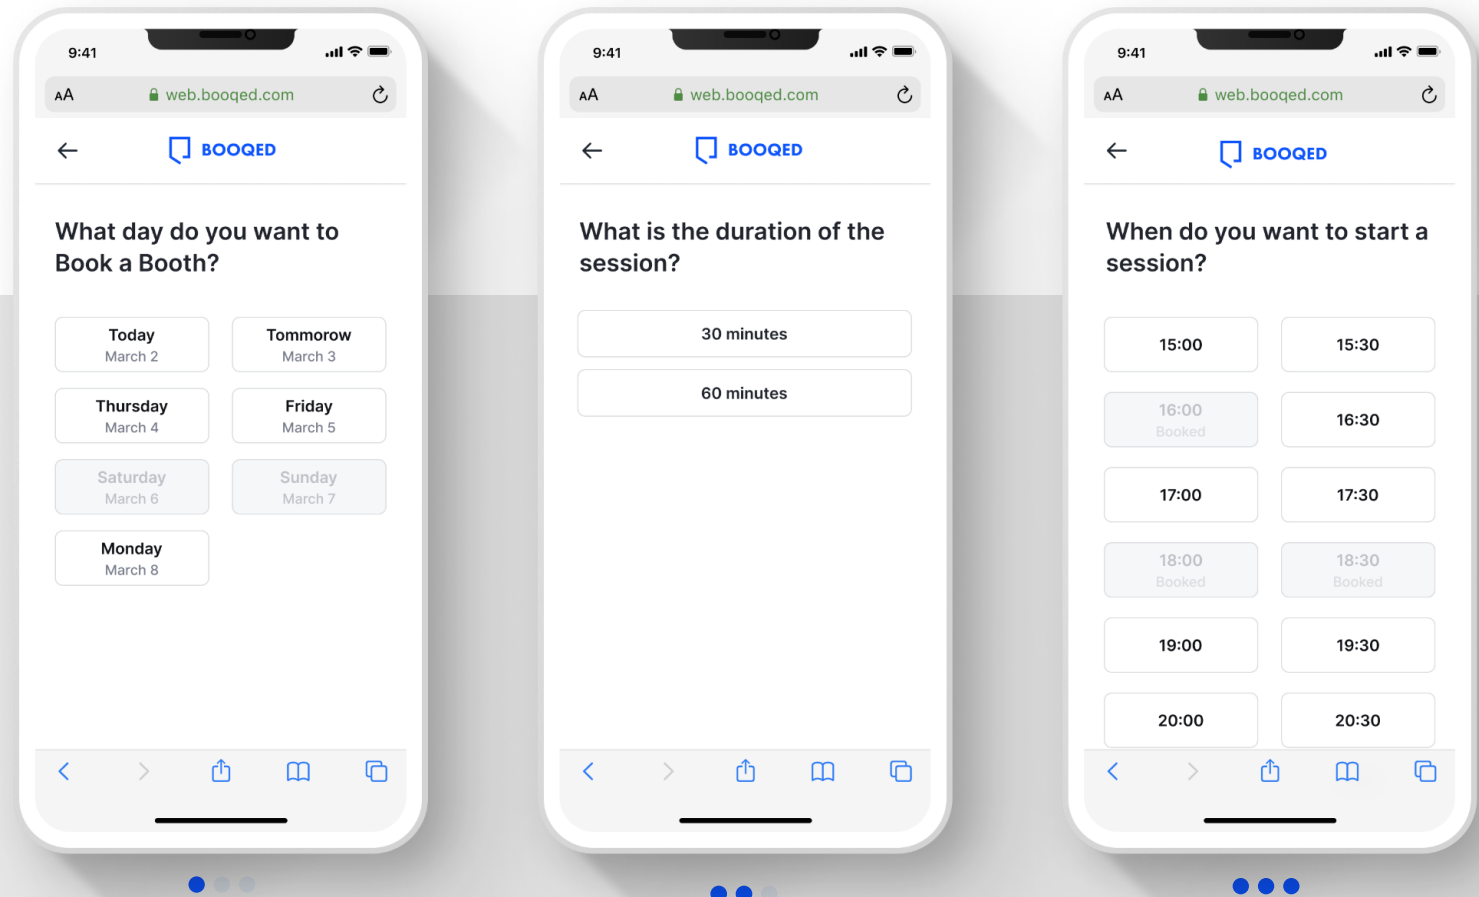 9:41
AA web.booqed.com
BOOQED
What day do you want to
Book a Booth?
Today
March 2
Tommorow
March 3
Thursday
March 4
Friday
March 5
Saturday
March 6
Sunday
March 7
Monday
March 8
9:41
AA web.booqed.com
BOOQED
What is the duration of the
session?
30 minutes
60 minutes
9:41
AA web.booqed.com
BOOQED
When do you want to start a
session?
15:00
15:30
16:00
Booked
16:30
17:00
17:30
18:00
Booked
18:30
Booked
19:00
19:30
20:00
20:30